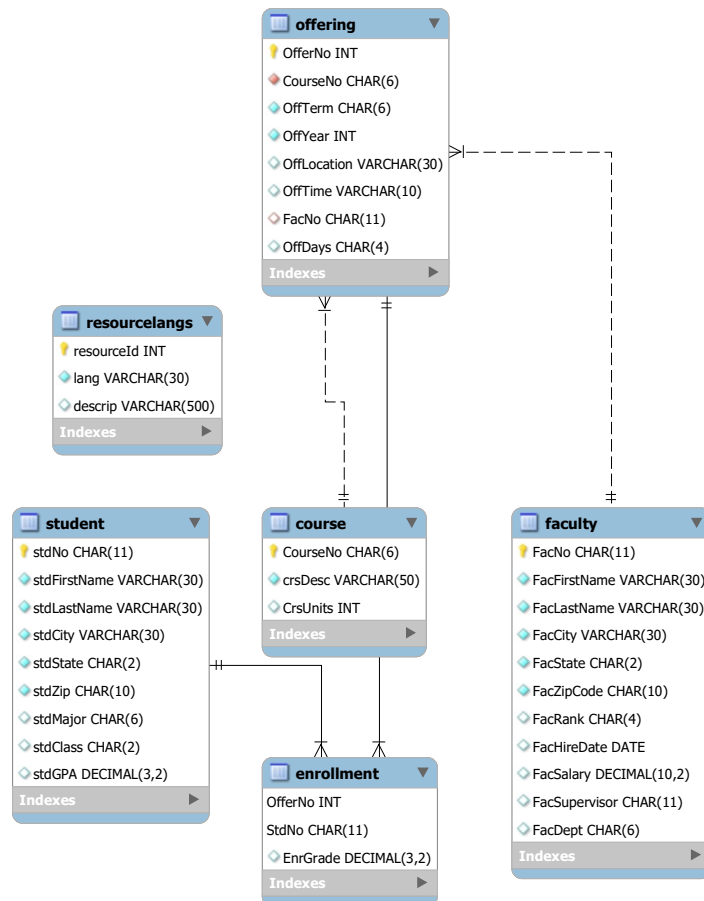 offering
OfferNo INT
CourseNo CHAR(6)
OffTerm CHAR(6)
OffYear INT
OffLocation VARCHAR(30)
OffTime VARCHAR(10)
FacNo CHAR(11)
OffDays CHAR(4)
Indexes
resourcelangs
resourceId INT
lang VARCHAR(30)
descrip VARCHAR(500)
Indexes
student
stdNo CHAR(11)
stdFirstName VARCHAR(30)
stdLastName VARCHAR(30)
stdCity VARCHAR(30)
stdState CHAR(2)
stdZip CHAR(10)
stdMajor CHAR(6)
stdClass CHAR(2)
stdGPA DECIMAL(3,2)
Indexes
course
CourseNo CHAR(6)
crsDesc VARCHAR(50)
CrsUnits INT
Indexes
faculty
FacNo CHAR(11)
FacFirstName VARCHAR(30)
FacLastName VARCHAR(30)
FacCity VARCHAR(30)
FacState CHAR(2)
FacZipCode CHAR(10)
FacRank CHAR(4)
FacHireDate DATE
FacSalary DECIMAL(10,2)
FacSupervisor CHAR(11)
FacDept CHAR(6)
Indexes
enrollment
OfferNo INT
StdNo CHAR(11)
EnrGrade DECIMAL(3,2)
Indexes